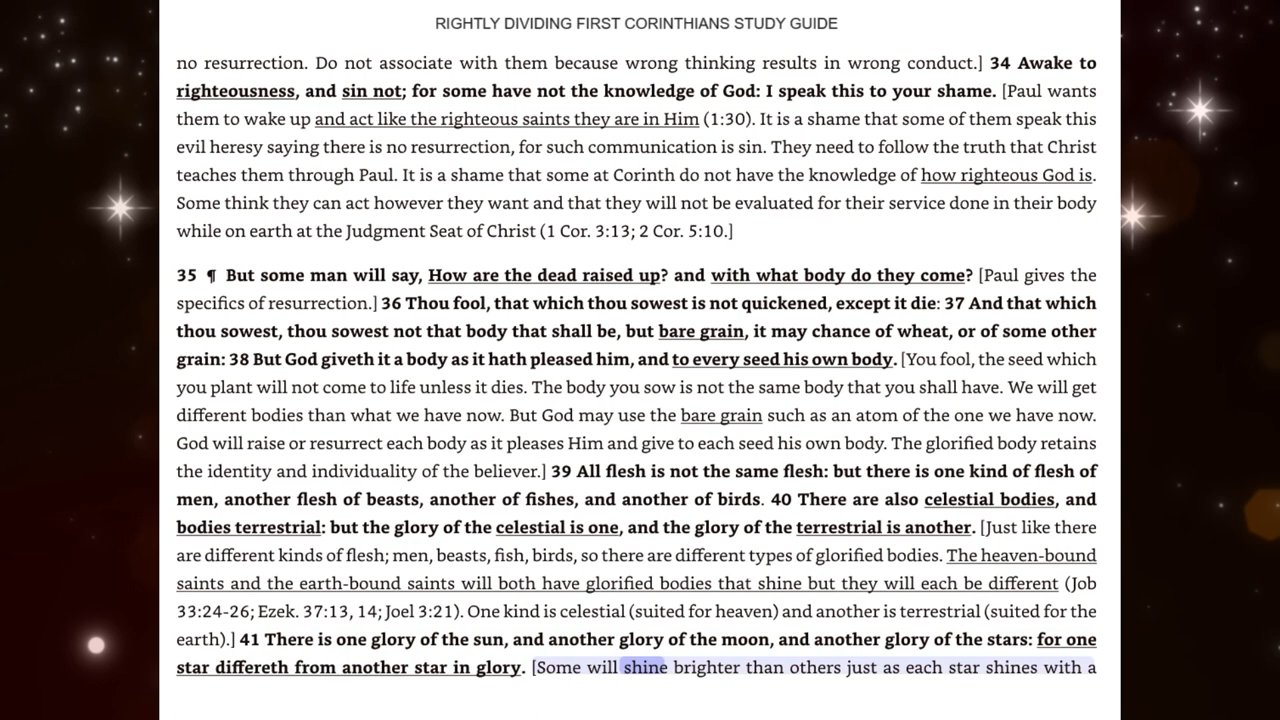 RIGHTLY DIVIDING FIRST CORINTHIANS STUDY GUIDE
no resurrection. Do not associate with them because wrong thinking results in wrong conduct.] 34 Awake to
righteousness, and sin not; for some have not the knowledge of God: I speak this to your shame. [Paul wants
them to wake up and act like the righteous saints they are in Him (1:30). It is a shame that some of them speak this
evil heresy saying there is no resurrection, for such communication is sin. They need to follow the truth that Christ
teaches them through Paul. It is a shame that some at Corinth do not have the knowledge of how righteous God is.
Some think they can act however they want and that they will not be evaluated for their service done in their body
while on earth at the Judgment Seat of Christ (1 Cor. 3:13; 2 Cor. 5:10.]
35 ¶ But some man will say, How are the dead raised up? and with what body do they come? [Paul gives the
specifics of resurrection.] 36 Thou fool, that which thou sowest is not quickened, except it die: 37 And that which
thou sowest, thou sowest not that body that shall be, but bare grain, it may chance of wheat, or of some other
grain: 38 But God giveth it a body as it hath pleased him, and to every seed his own body. [You fool, the seed which
you plant will not come to life unless it dies. The body you sow is not the same body that you shall have. We will get
different bodies than what we have now. But God may use the bare grain such as an atom of the one we have now.
God will raise or resurrect each body as it pleases Him and give to each seed his own body. The glorified body retains
the identity and individuality of the believer.] 39 All flesh is not the same flesh: but there is one kind of flesh of
men, another flesh of beasts, another of fishes, and another of birds. 40 There are also celestial bodies, and
bodies terrestrial: but the glory of the celestial is one, and the glory of the terrestrial is another. [Just like there
are different kinds of flesh; men, beasts, fish, birds, so there are different types of glorified bodies. The heaven-bound
saints and the earth-bound saints will both have glorified bodies that shine but they will each be different (Job
33:24-26; Ezek. 37:13, 14; Joel 3:21). One kind is celestial (suited for heaven) and another is terrestrial (suited for the
earth).] 41 There is one glory of the sun, and another glory of the moon, and another glory of the stars: for one
star differeth from another star in glory. [Some will shine brighter than others just as each star shines with a